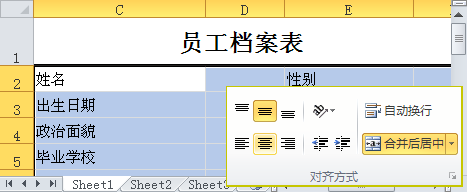 C D E
1 员工档案表
2 姓名 性别
3 出生日期 自动换行
4 政治面貌 合并后居中
5 毕业学校 对齐方式
Sheet1 Sheet2